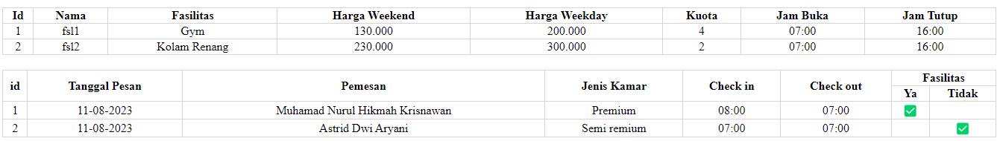 Id Nama Fasilitas Harga Weekend Harga Weekday Kuota Jam Buka Jam Tutup
1 fsl1 Gym 130.000 200.000 4 07:00 16:00
2 fsl2 Kolam Renang 230.000 300.000 2 07:00 16:00
id Tanggal Pesan Pemesan Jenis Kamar Check in Check out Fasilitas
Ya Tidak
1 11-08-2023 Muhamad Nurul Hikmah Krisnawan Premium 08:00 07:00
2 11-08-2023 Astrid Dwi Aryani Semi remium 07:00 07:00